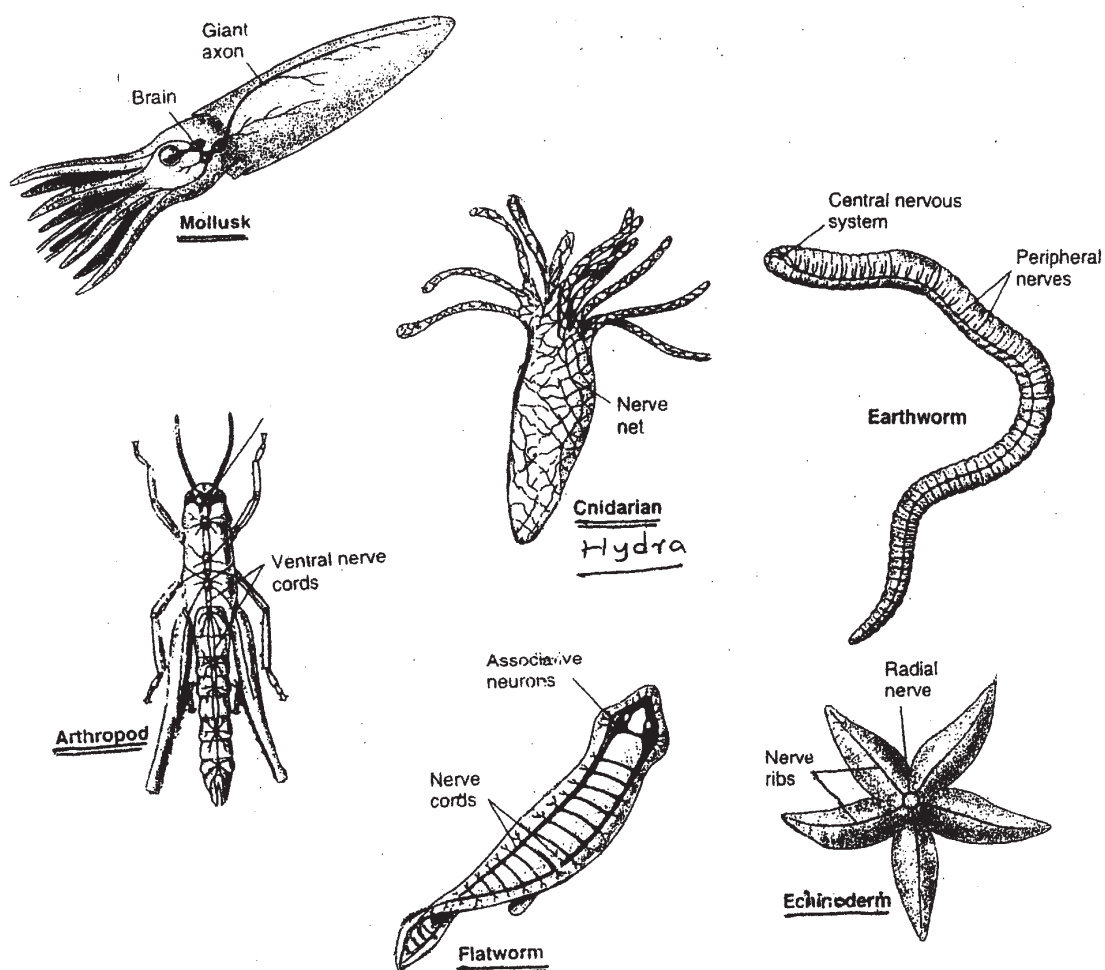 Giant
axon
Brain
Mollusk
Central nervous
system
Peripheral
nerves
Nerve
net
Earthworm
Cnidarian
Hydra
Ventral nerve
cords
Arthropod
Associative
neurons
Radial
nerve
Nerve
cords
Nerve
ribs
Echinoderm
Flatworm